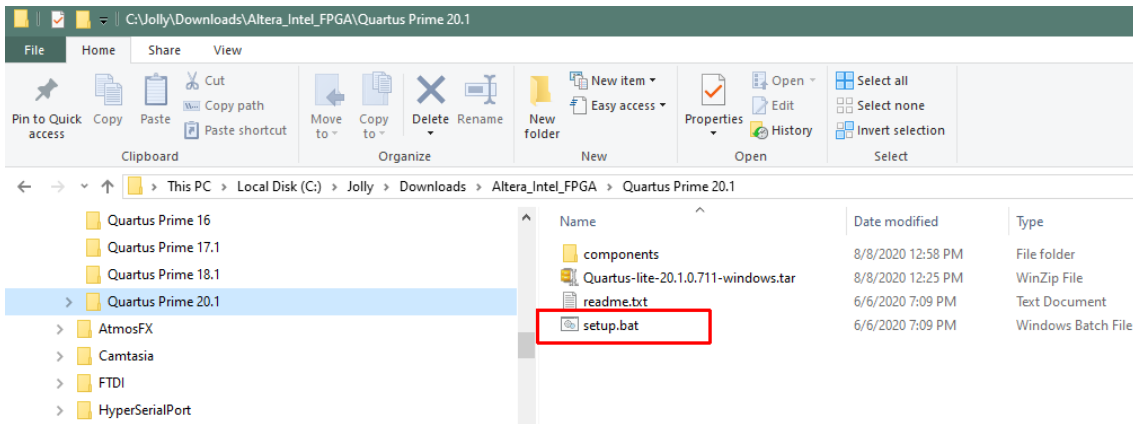 C:\Jolly\Downloads\Altera_Intel_FPGA\Quartus Prime 20.1
File Home Share View
Pin to Quick access
Copy
Paste
Cut
Copy path
Paste shortcut
Clipboard
Move to
Copy to
Delete
Rename
Organize
New folder
New item
Easy access
New
Properties
Open
Edit
History
Open
Select all
Select none
Invert selection
Select
This PC > Local Disk (C:) > Jolly > Downloads > Altera_Intel_FPGA > Quartus Prime 20.1
Quartus Prime 16
Quartus Prime 17.1
Quartus Prime 18.1
Quartus Prime 20.1
AtmosFX
Camtasia
FTDI
HyperSerialPort
Name Date modified Type
components 8/8/2020 12:58 PM File folder
Quartus-lite-20.1.0.711-windows.tar 8/8/2020 12:25 PM WinZip File
readme.txt 6/6/2020 7:09 PM Text Document
setup.bat 6/6/2020 7:09 PM Windows Batch File